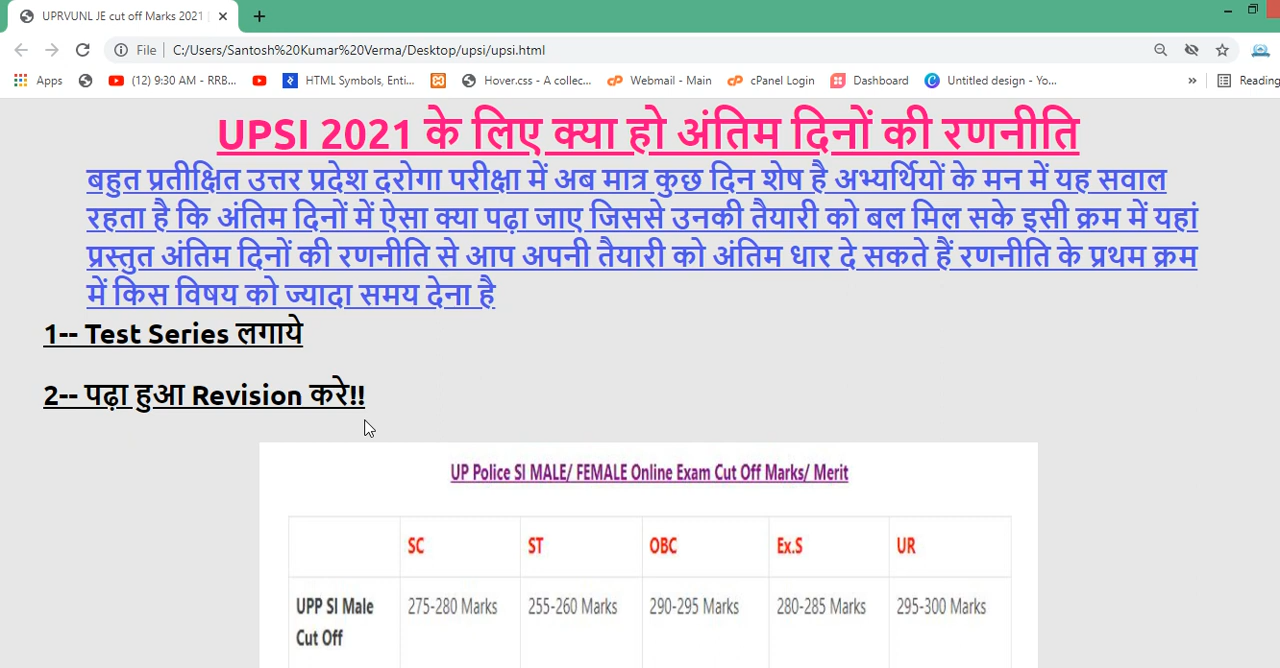 UPRVUNL JE cut off Marks 2021
File
C:/Users/Santosh%20Kumar%20Verma/Desktop/upsi/upsi.html
Apps
(12) 9:30 AM - RRB...
HTML Symbols, Enti...
Hover.css - A collec...
Webmail - Main
cPanel Login
Dashboard
Untitled design - Yo...
»
Reading
UPSI 2021 के लिए क्या हो अंतिम दिनों की रणनीति
बहुत प्रतीक्षित उत्तर प्रदेश दरोगा परीक्षा में अब मात्र कुछ दिन शेष है अभ्यर्थियों के मन में यह सवाल
रहता है कि अंतिम दिनों में ऐसा क्या पढ़ा जाए जिससे उनकी तैयारी को बल मिल सके इसी क्रम में यहां
प्रस्तुत अंतिम दिनों की रणनीति से आप अपनी तैयारी को अंतिम धार दे सकते हैं रणनीति के प्रथम क्रम
में किस विषय को ज्यादा समय देना है
1-- Test Series लगाये
2-- पढ़ा हुआ Revision करे!!
UP Police SI MALE/ FEMALE Online Exam Cut Off Marks/ Merit
SC ST OBC Ex.S UR
UPP SI Male 275-280 Marks 255-260 Marks 290-295 Marks 280-285 Marks 295-300 Marks
Cut Off